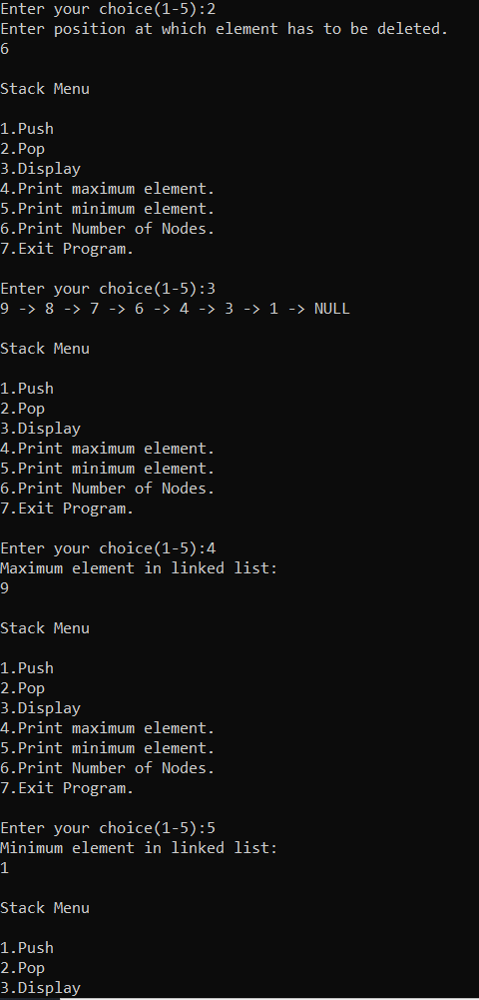 Enter your choice(1-5):2
Enter position at which element has to be deleted.
6
Stack Menu
1.Push
2.Pop
3.Display
4.Print maximum element.
5.Print minimum element.
6.Print Number of Nodes.
7.Exit Program.
Enter your choice(1-5):3
9 -> 8 -> 7 -> 6 -> 4 -> 3 -> 1 -> NULL
Stack Menu
1.Push
2.Pop
3.Display
4.Print maximum element.
5.Print minimum element.
6.Print Number of Nodes.
7.Exit Program.
Enter your choice(1-5):4
Maximum element in linked list:
9
Stack Menu
1.Push
2.Pop
3.Display
4.Print maximum element.
5.Print minimum element.
6.Print Number of Nodes.
7.Exit Program.
Enter your choice(1-5):5
Minimum element in linked list:
1
Stack Menu
1.Push
2.Pop
3.Display